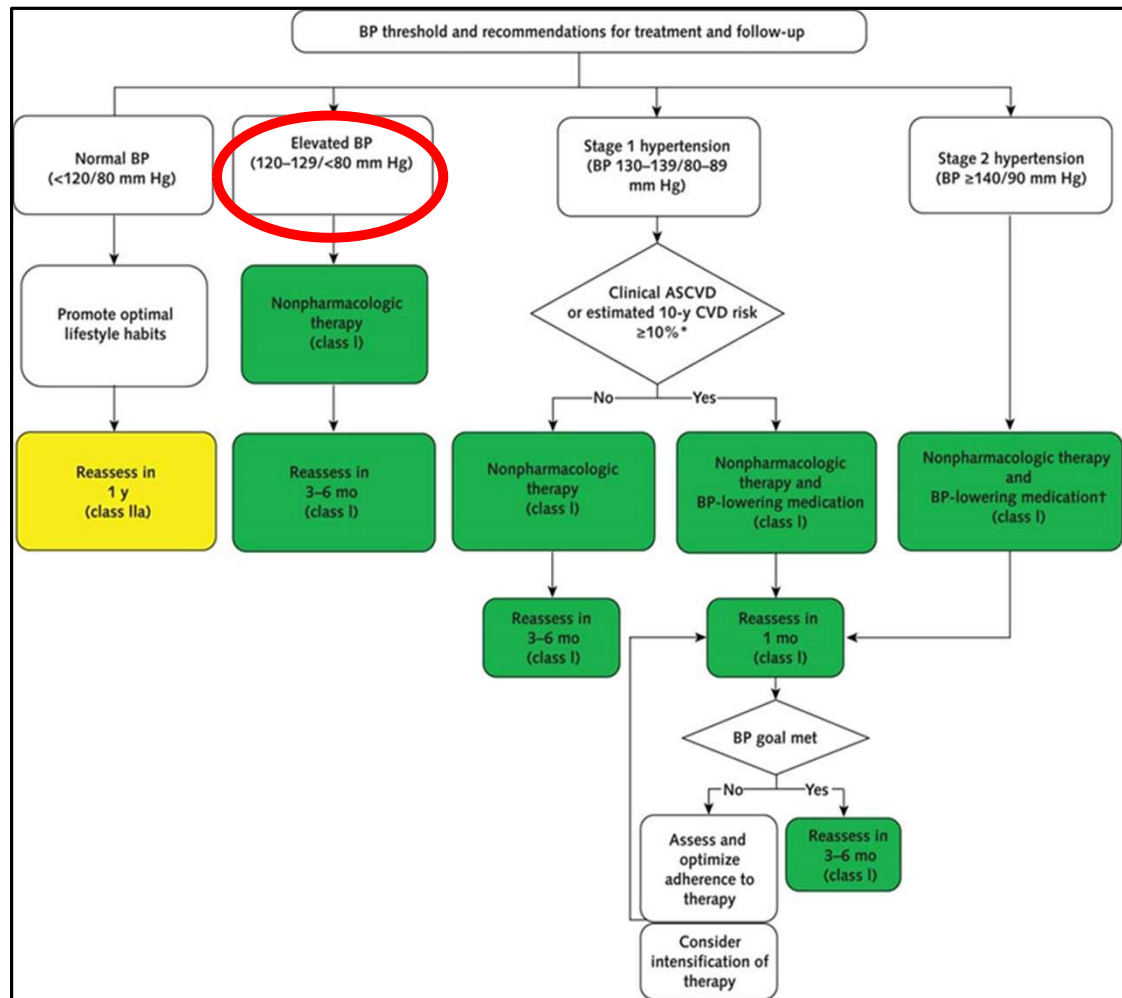 BP threshold and recommendations for treatment and follow-up
Normal BP
(<120/80 mm Hg)
Elevated BP
(120–129/<80 mm Hg)
Stage 1 hypertension
(BP 130–139/80–89
mm Hg)
Stage 2 hypertension
(BP ≥140/90 mm Hg)
Promote optimal
lifestyle habits
Nonpharmacologic
therapy
(class I)
Clinical ASCVD
or estimated 10-y CVD risk
≥10%*
No
Yes
Reassess in
1 y
(class IIa)
Reassess in
3–6 mo
(class I)
Nonpharmacologic
therapy
(class I)
Nonpharmacologic
therapy and
BP-lowering medication
(class I)
Nonpharmacologic therapy
and
BP-lowering medication†
(class I)
Reassess in
3–6 mo
(class I)
Reassess in
1 mo
(class I)
BP goal met
No
Yes
Assess and
optimize
adherence to
therapy
Reassess in
3–6 mo
(class I)
Consider
intensification of
therapy